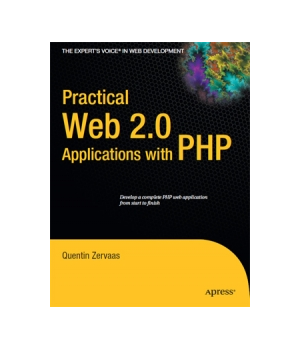 THE EXPERT'S VOICE® IN WEB DEVELOPMENT
Practical
Web 2.0
Applications with PHP
Develop a complete PHP web application
from start to finish
Quentin Zervaas
Apress®